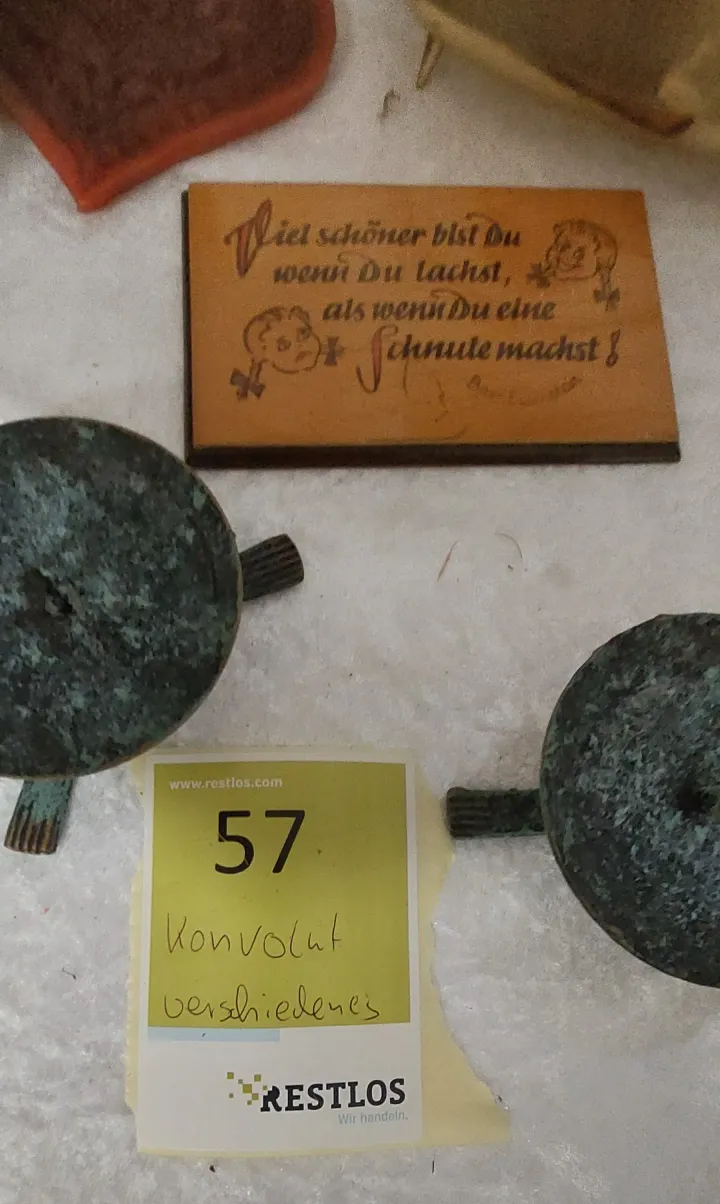 Viel schöner bist Du
wenn Du lachst,
als wenn Du eine
Schnute machst!
www.restlos.com
57
Konvolut
verschiedenes
RESTLOS
Wir handeln.